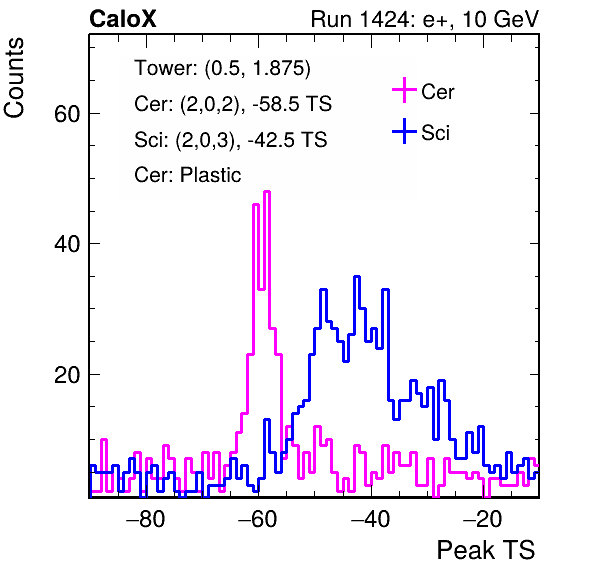 CaloX Run 1424: e+, 10 GeV
Counts
Tower: (0.5, 1.875)
Cer: (2,0,2), -58.5 TS
Sci: (2,0,3), -42.5 TS
Cer: Plastic
Cer
Sci
60
40
20
−80 −60 −40 −20
Peak TS